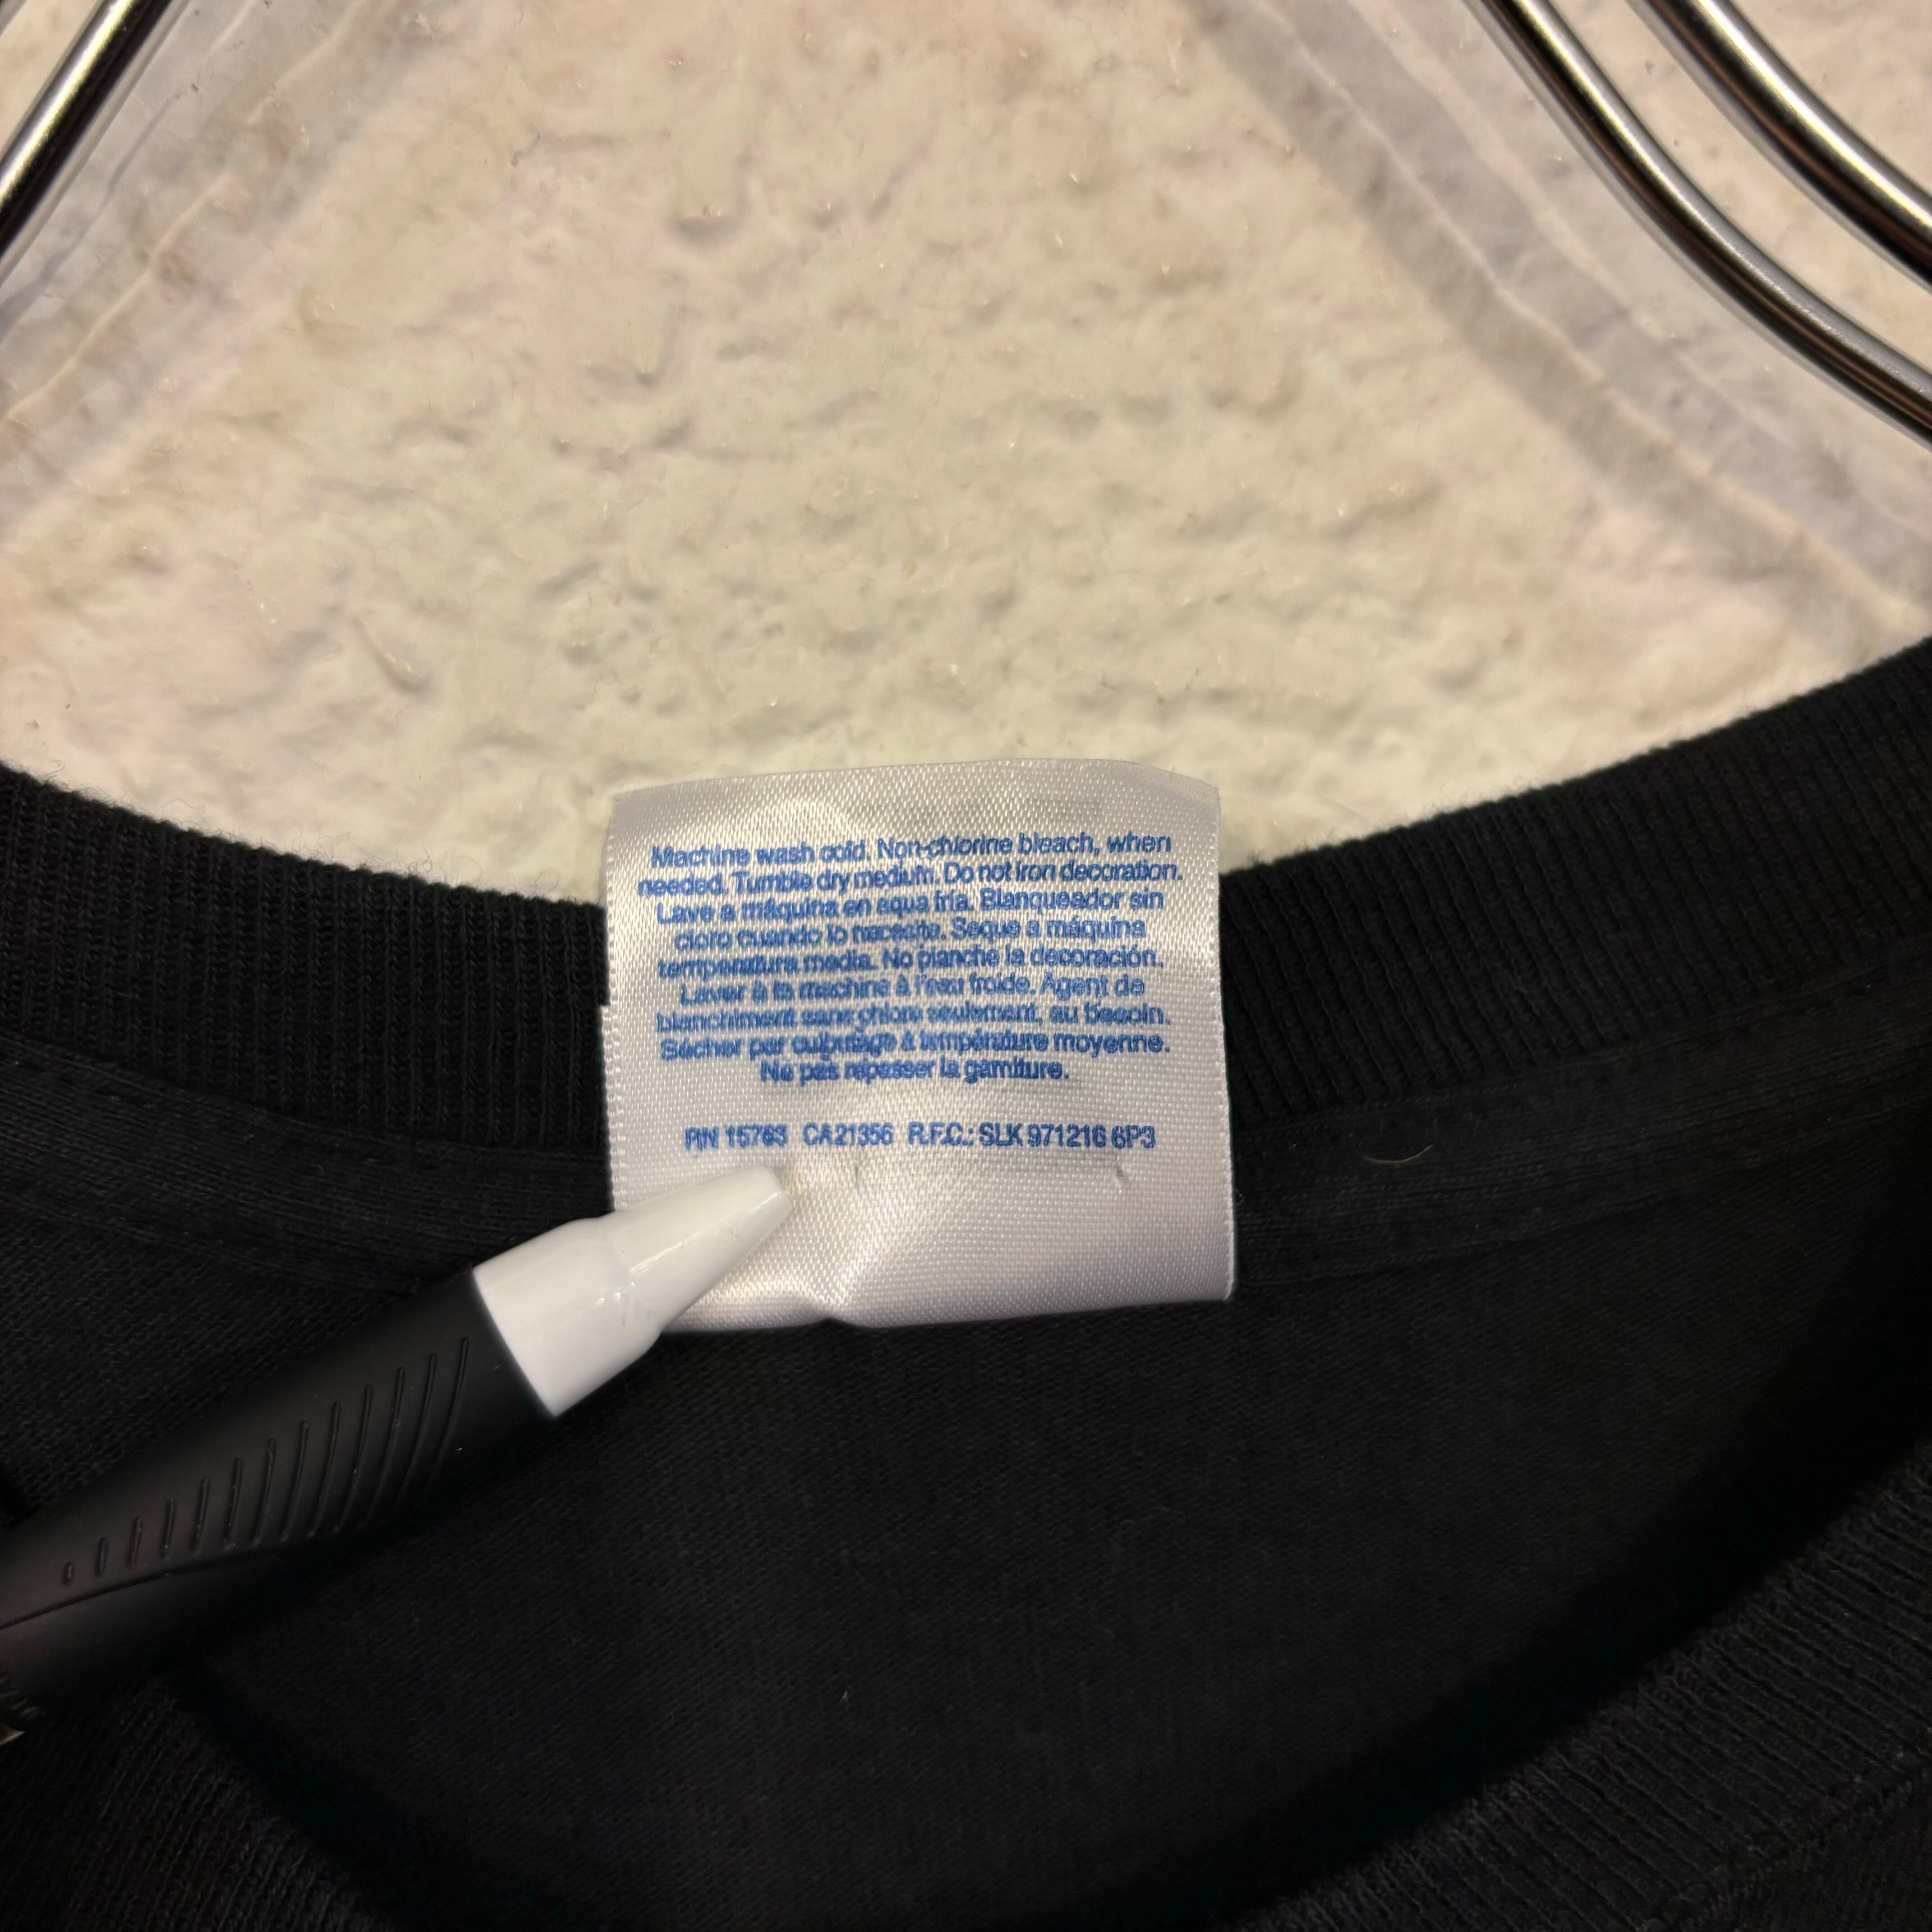 Machine wash cold. Non-chlorine bleach, when
needed. Tumble dry medium. Do not iron decoration.
Lave a máquina en aqua fría. Blanqueador sin
cloro cuando lo necesita. Seque a máquina
temperatura media. No planche la decoración.
Laver à la machine à l'eau froide. Agent de
blanchiment sans chlore seulement, au besoin.
Sécher par culbutage à température moyenne.
Ne pas repasser la garniture.
RN 15763 CA21356 R.F.C.: SLK 971216 6P3